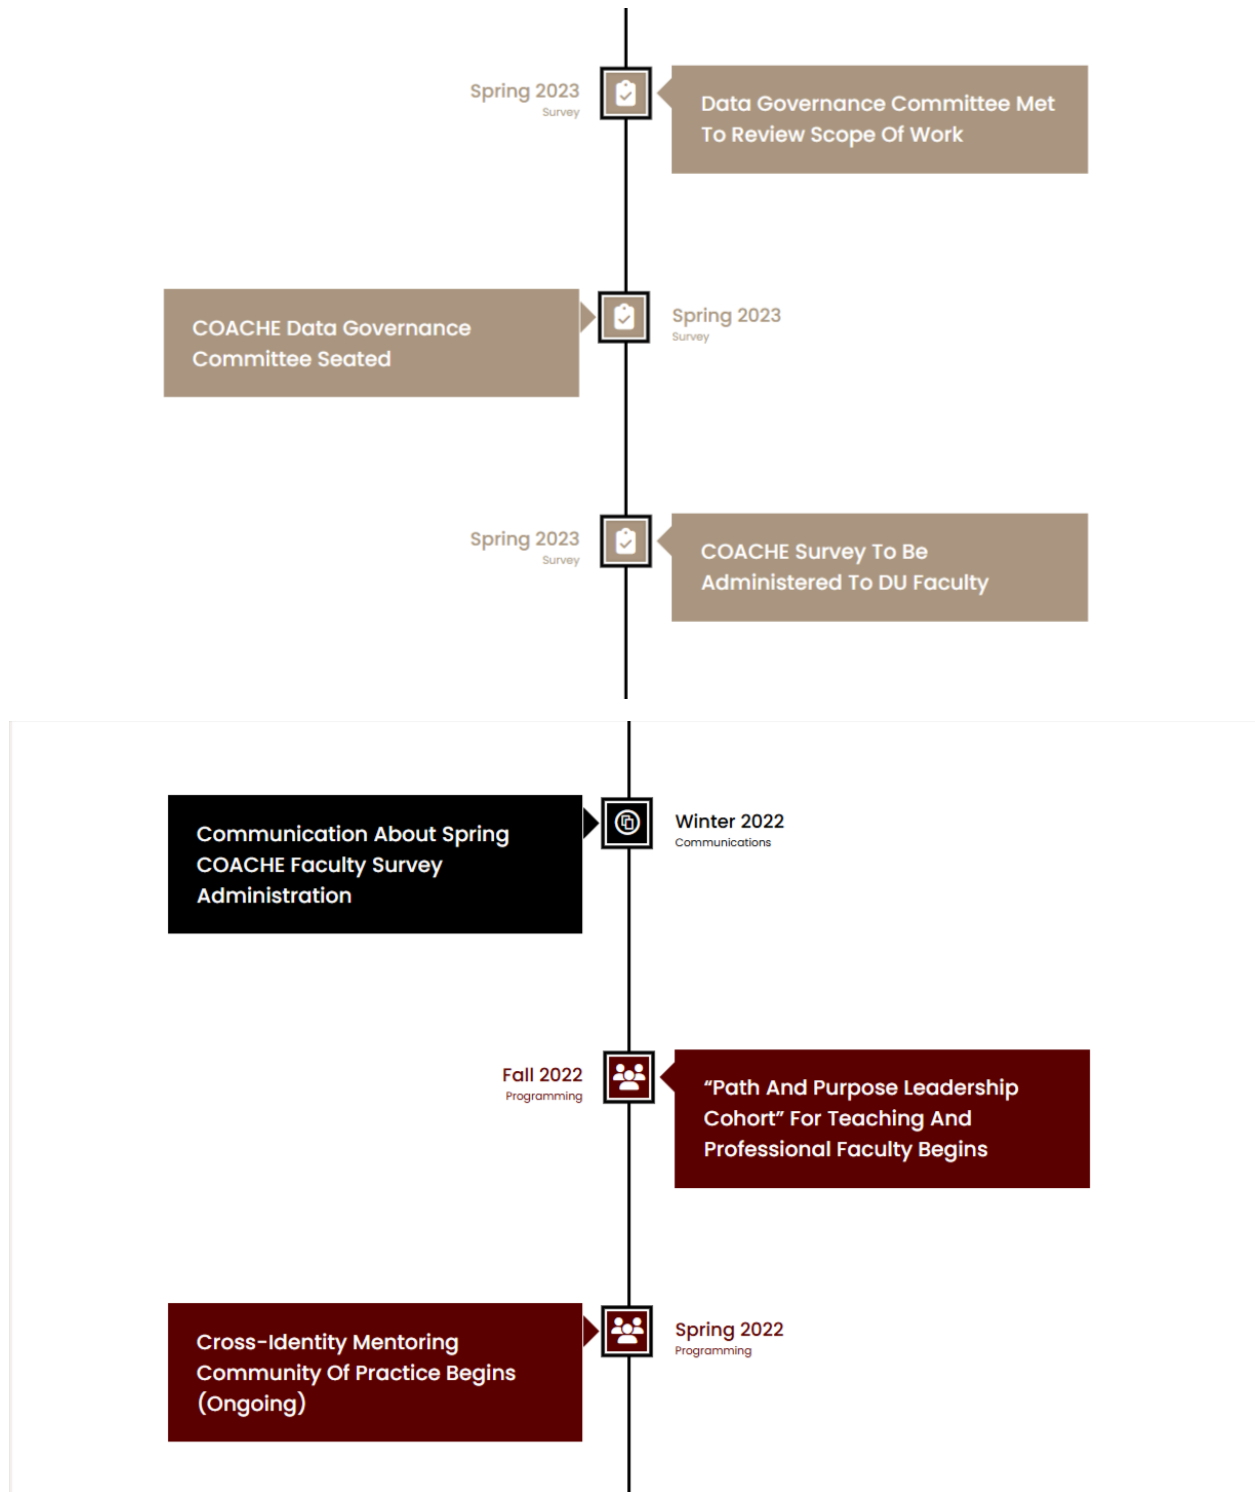 Spring 2023
Survey
Data Governance Committee Met
To Review Scope Of Work
COACHE Data Governance
Committee Seated
Spring 2023
Survey
Spring 2023
Survey
COACHE Survey To Be
Administered To DU Faculty
Communication About Spring
COACHE Faculty Survey
Administration
Winter 2022
Communications
Fall 2022
Programming
“Path And Purpose Leadership
Cohort” For Teaching And
Professional Faculty Begins
Cross-Identity Mentoring
Community Of Practice Begins
(Ongoing)
Spring 2022
Programming